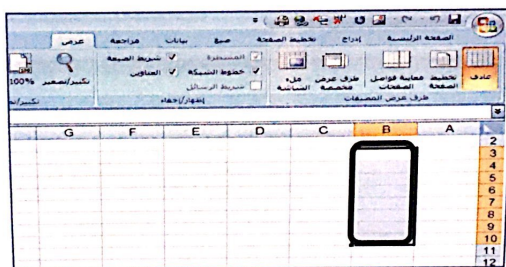 الصفحة الرئيسية إدراج تخطيط الصفحة صيغ بيانات مراجعة عرض
عادي تخطيط الصفحة معاينة فواصل الصفحات طرق عرض مخصصة ملء الشاشة
المسطرة شريط الصيغة
خطوط الشبكة العناوين
شريط الرسائل
تكبير/تصغير 100%
طرق عرض المصنفات إظهار/إخفاء
A B C D E F G
2
3
4
5
6
7
8
9
10
11
12